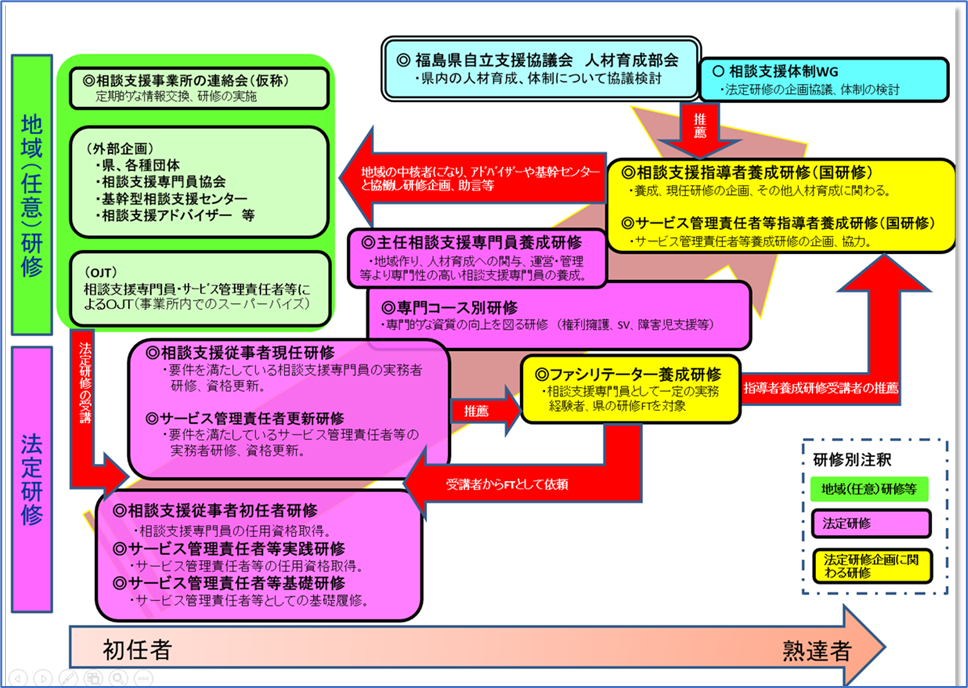 ◎福島県自立支援協議会 人材育成部会
・県内の人材育成、体制について協議検討
〇 相談支援体制WG
・法定研修の企画協議、体制の検討
地域(任意)研修
◎相談支援事業所の連絡会(仮称)
定期的な情報交換、研修の実施
(外部企画)
・県、各種団体
・相談支援専門員協会
・基幹型相談支援センター
・相談支援アドバイザー 等
(OJT)
相談支援専門員・サービス管理責任者等に
よるOJT(事業所内でのスーパーバイズ)
推薦
地域の中核者になり、アドバイザーや基幹センター
と協働し研修企画、助言等
◎相談支援指導者養成研修(国研修)
・養成、現任研修の企画、その他人材育成に関わる。
◎サービス管理責任者等指導者養成研修(国研修)
・サービス管理責任者等養成研修の企画、協力。
◎主任相談支援専門員養成研修
・地域作り、人材育成への関与、運営・管理
等より専門性の高い相談支援専門員の養成。
◎専門コース別研修
・専門的な資質の向上を図る研修 (権利擁護、SV、障害児支援等)
法定研修
法定研修の受講
◎相談支援従事者現任研修
・要件を満たしている相談支援専門員の実務者
研修、資格更新。
◎サービス管理責任者更新研修
・要件を満たしているサービス管理責任者等の
実務者研修、資格更新。
推薦
◎ファシリテーター養成研修
・相談支援専門員として一定の実務
経験者、県の研修FTを対象
指導者養成研修受講者の推薦
受講者からFTとして依頼
◎相談支援従事者初任者研修
・相談支援専門員の任用資格取得。
◎サービス管理責任者等実践研修
・サービス管理責任者等の任用資格取得。
◎サービス管理責任者等基礎研修
・サービス管理責任者等としての基礎履修。
研修別注釈
地域(任意)研修等
法定研修
法定研修企画に関
わる研修
初任者
熟達者